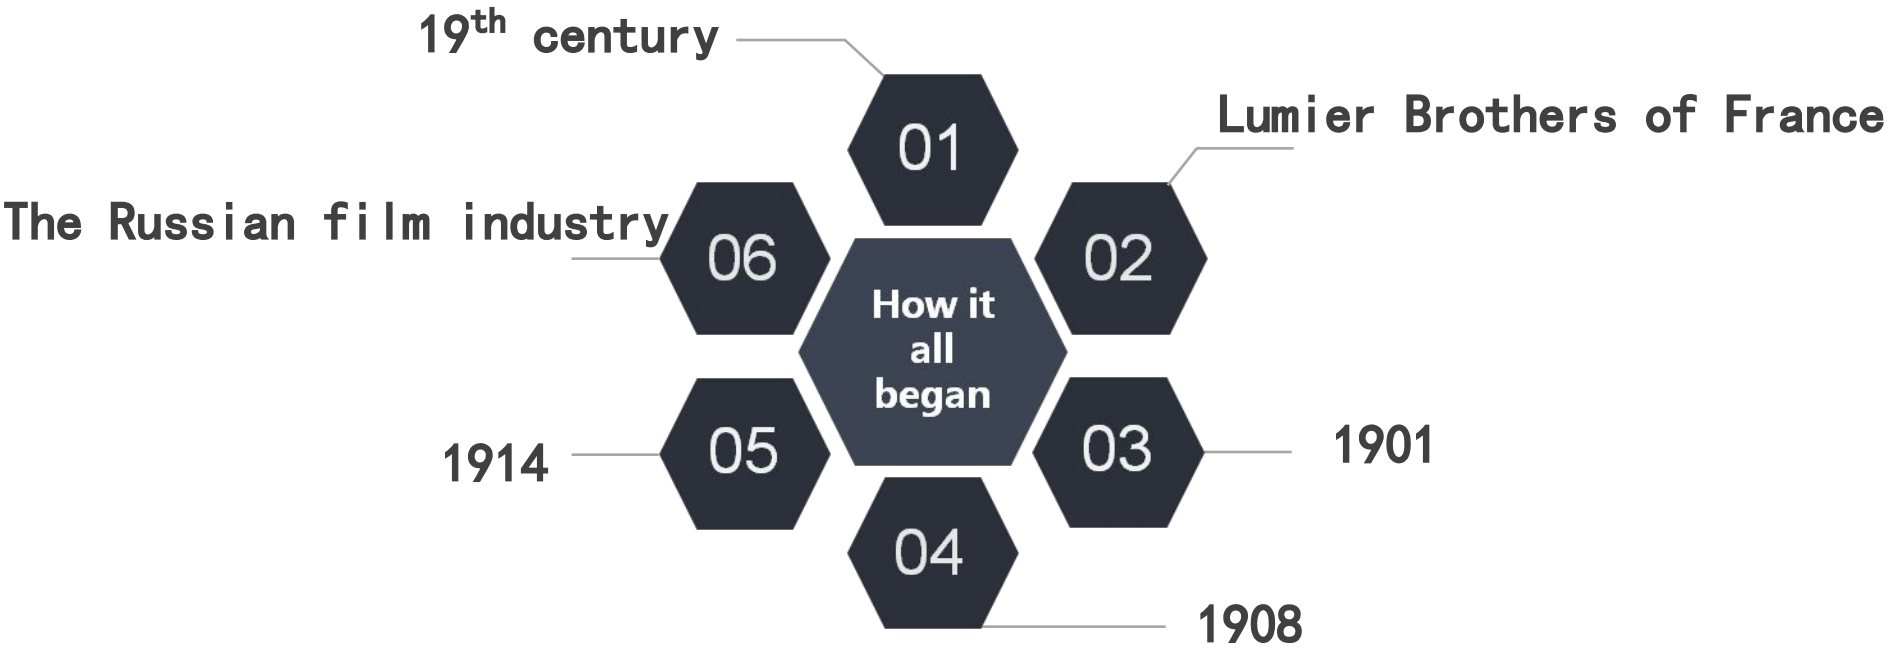 19th century
01
Lumier Brothers of France
02
The Russian film industry
06
How it
all
began
03
1901
05
1914
04
1908